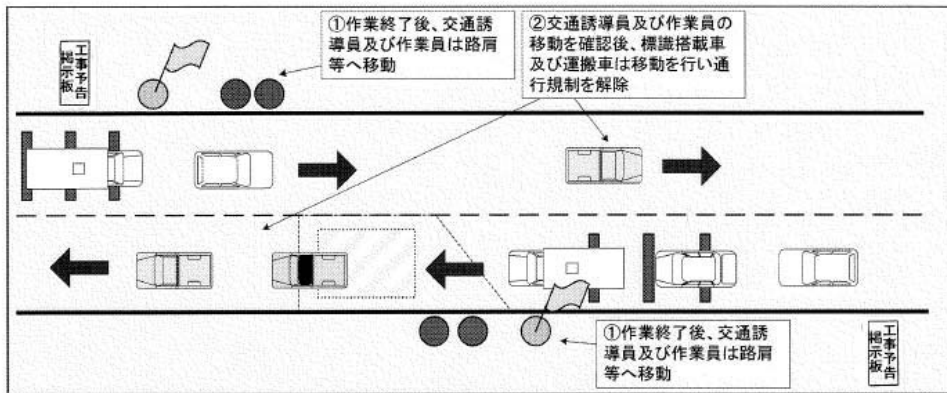 ①作業終了後、交通誘
導員及び作業員は路肩
等へ移動
②交通誘導員及び作業員の
移動を確認後、標識搭載車
及び運搬車は移動を行い通
行規制を解除
工事予告
掲示板
①作業終了後、交通誘
導員及び作業員は路肩
等へ移動
工事予告
掲示板